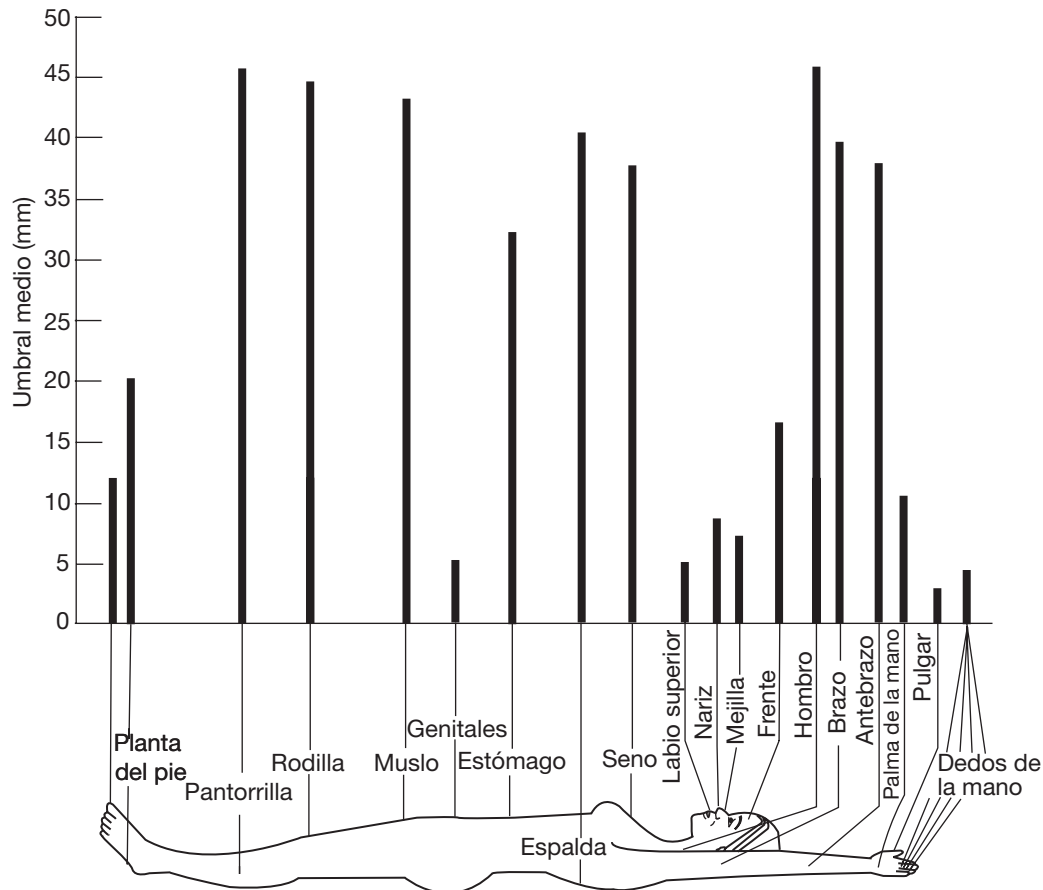 50
45
40
35
30
25
20
15
10
5
0
Umbral medio (mm)
Planta
del pie
Pantorrilla
Rodilla
Muslo
Genitales
Estómago
Espalda
Seno
Labio superior
Nariz
Mejilla
Frente
Hombro
Brazo
Antebrazo
Palma de la mano
Pulgar
Dedos de
la mano